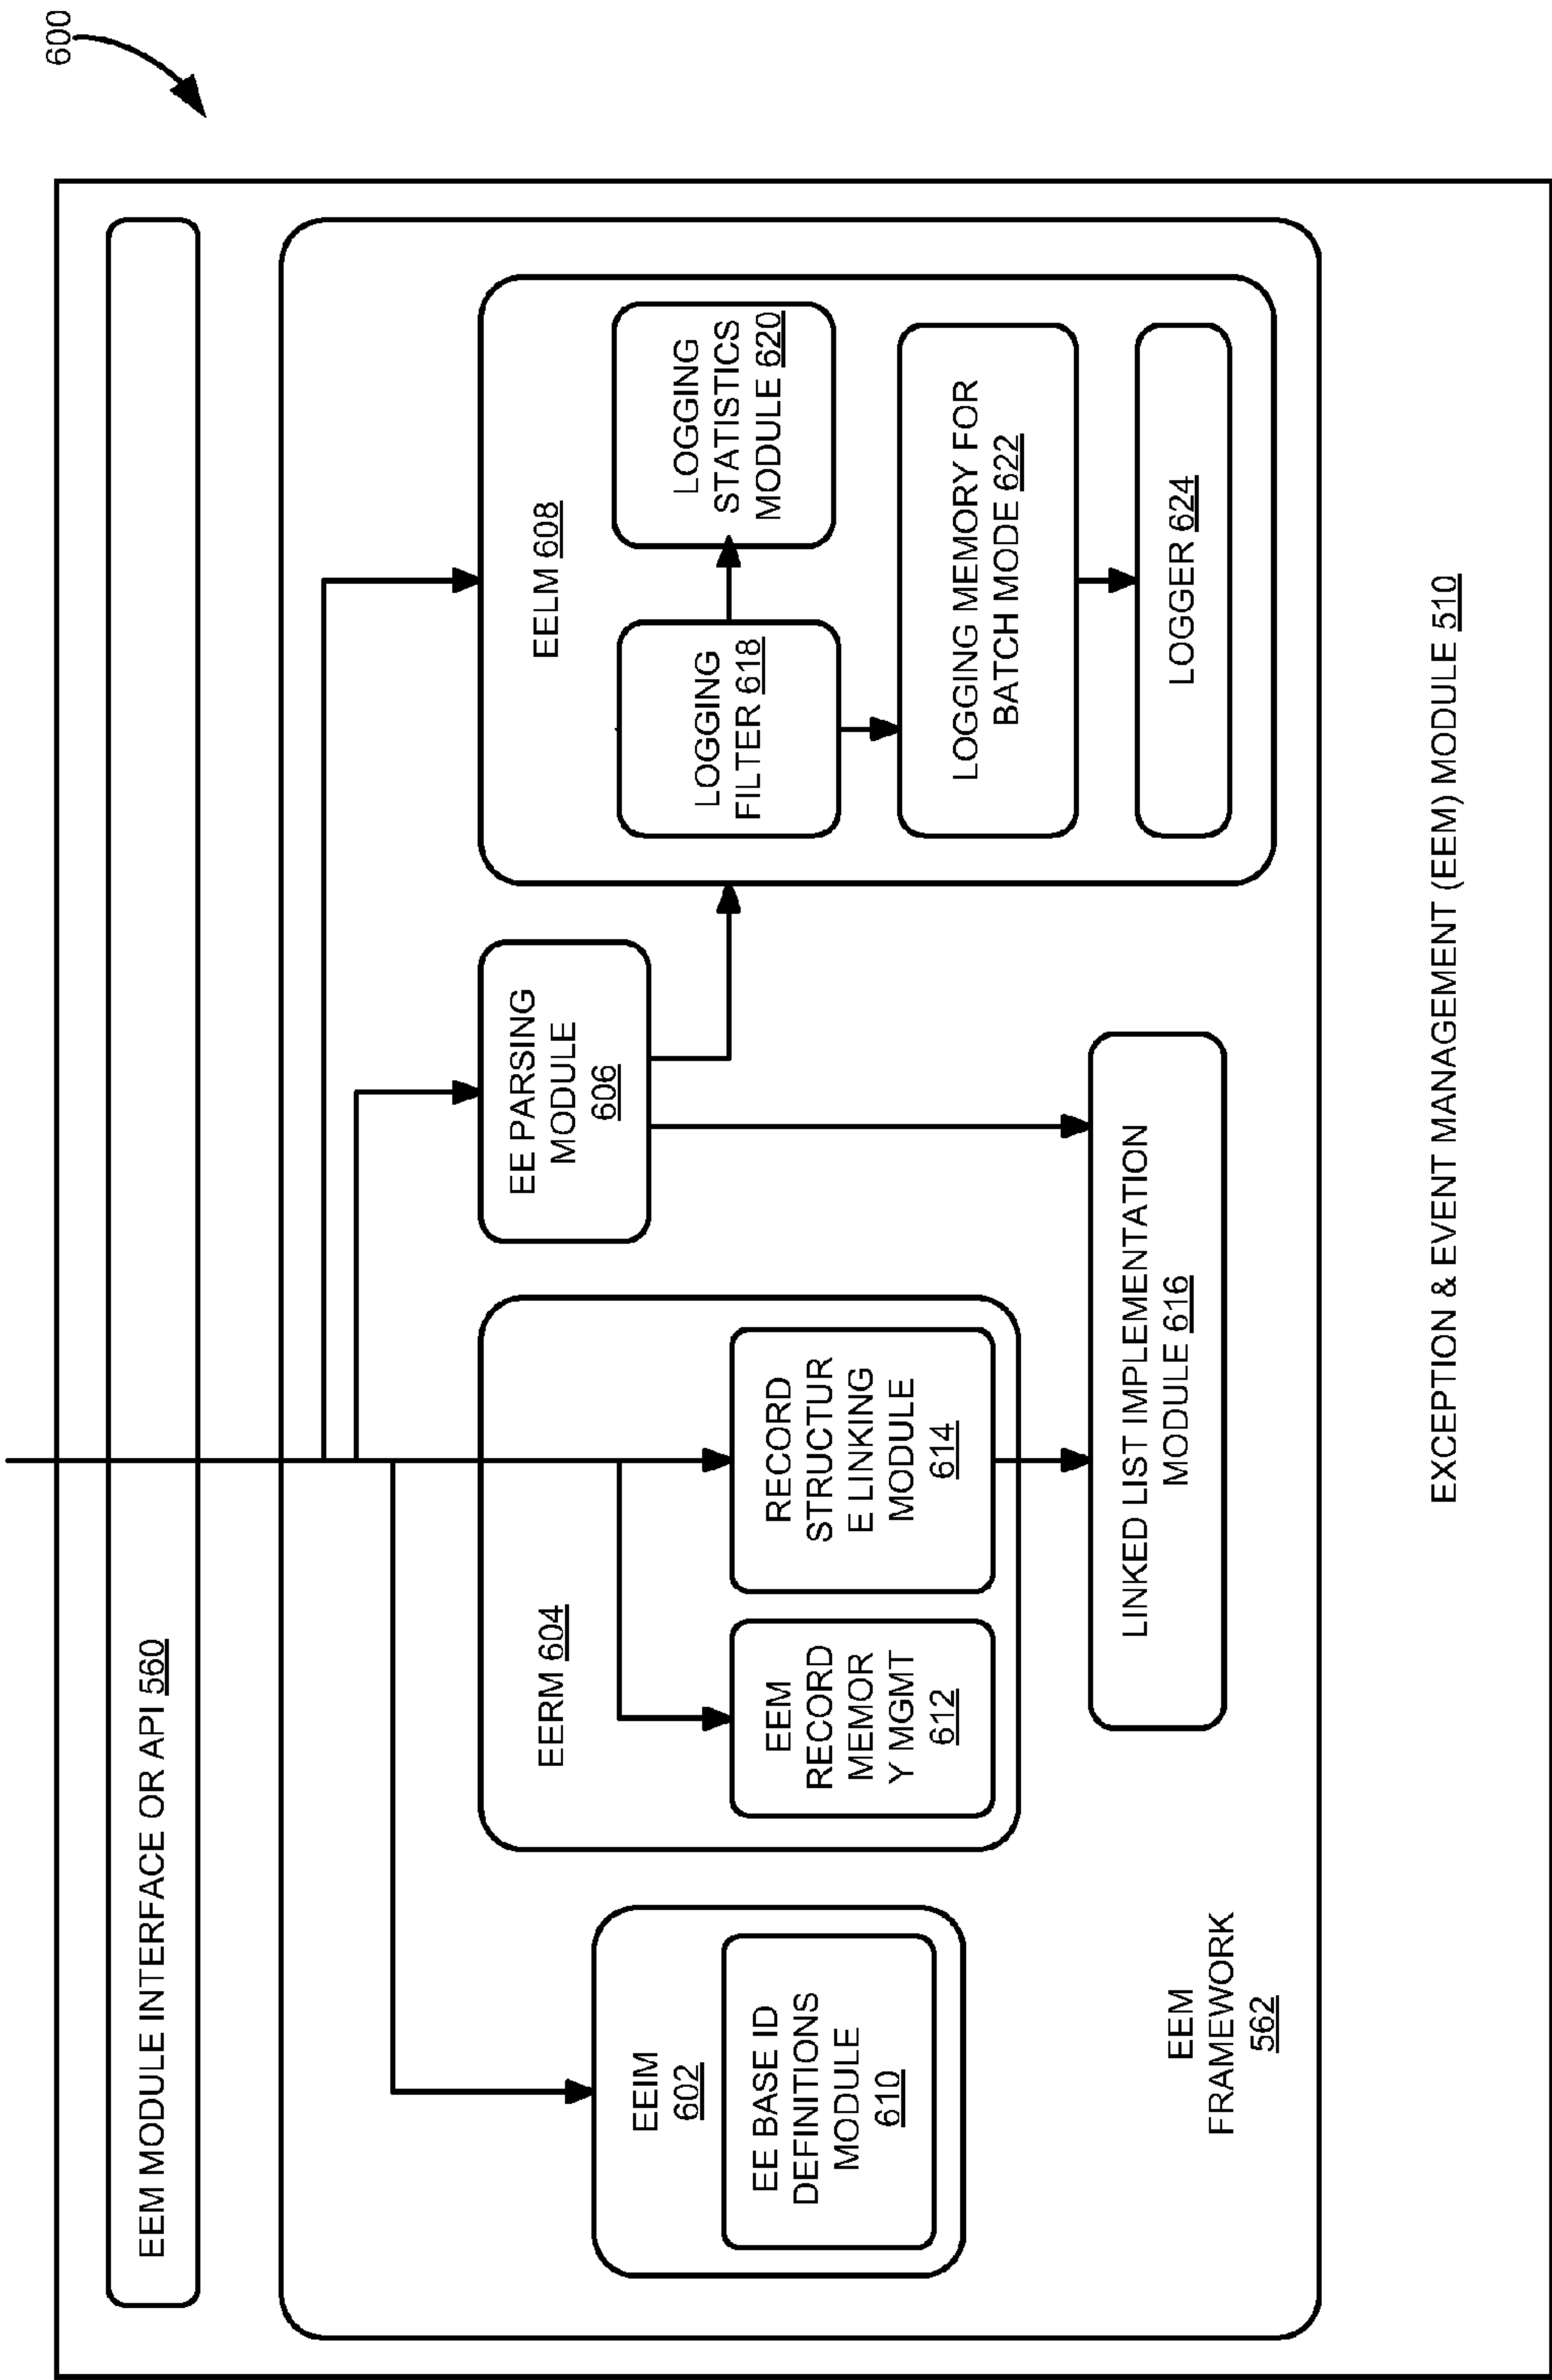 600
EEM MODULE INTERFACE OR API 560
EEIM
602
EE BASE ID
DEFINITIONS
MODULE
610
EERM 604
EEM
RECORD
MEMOR
Y MGMT
612
RECORD
STRUCTUR
E LINKING
MODULE
614
EE PARSING
MODULE
606
EELM 608
LOGGING
FILTER 618
LOGGING
STATISTICS
MODULE 620
LOGGING MEMORY FOR
BATCH MODE 622
LOGGER 624
LINKED LIST IMPLEMENTATION
MODULE 616
EEM
FRAMEWORK
562
EXCEPTION & EVENT MANAGEMENT (EEM) MODULE 510